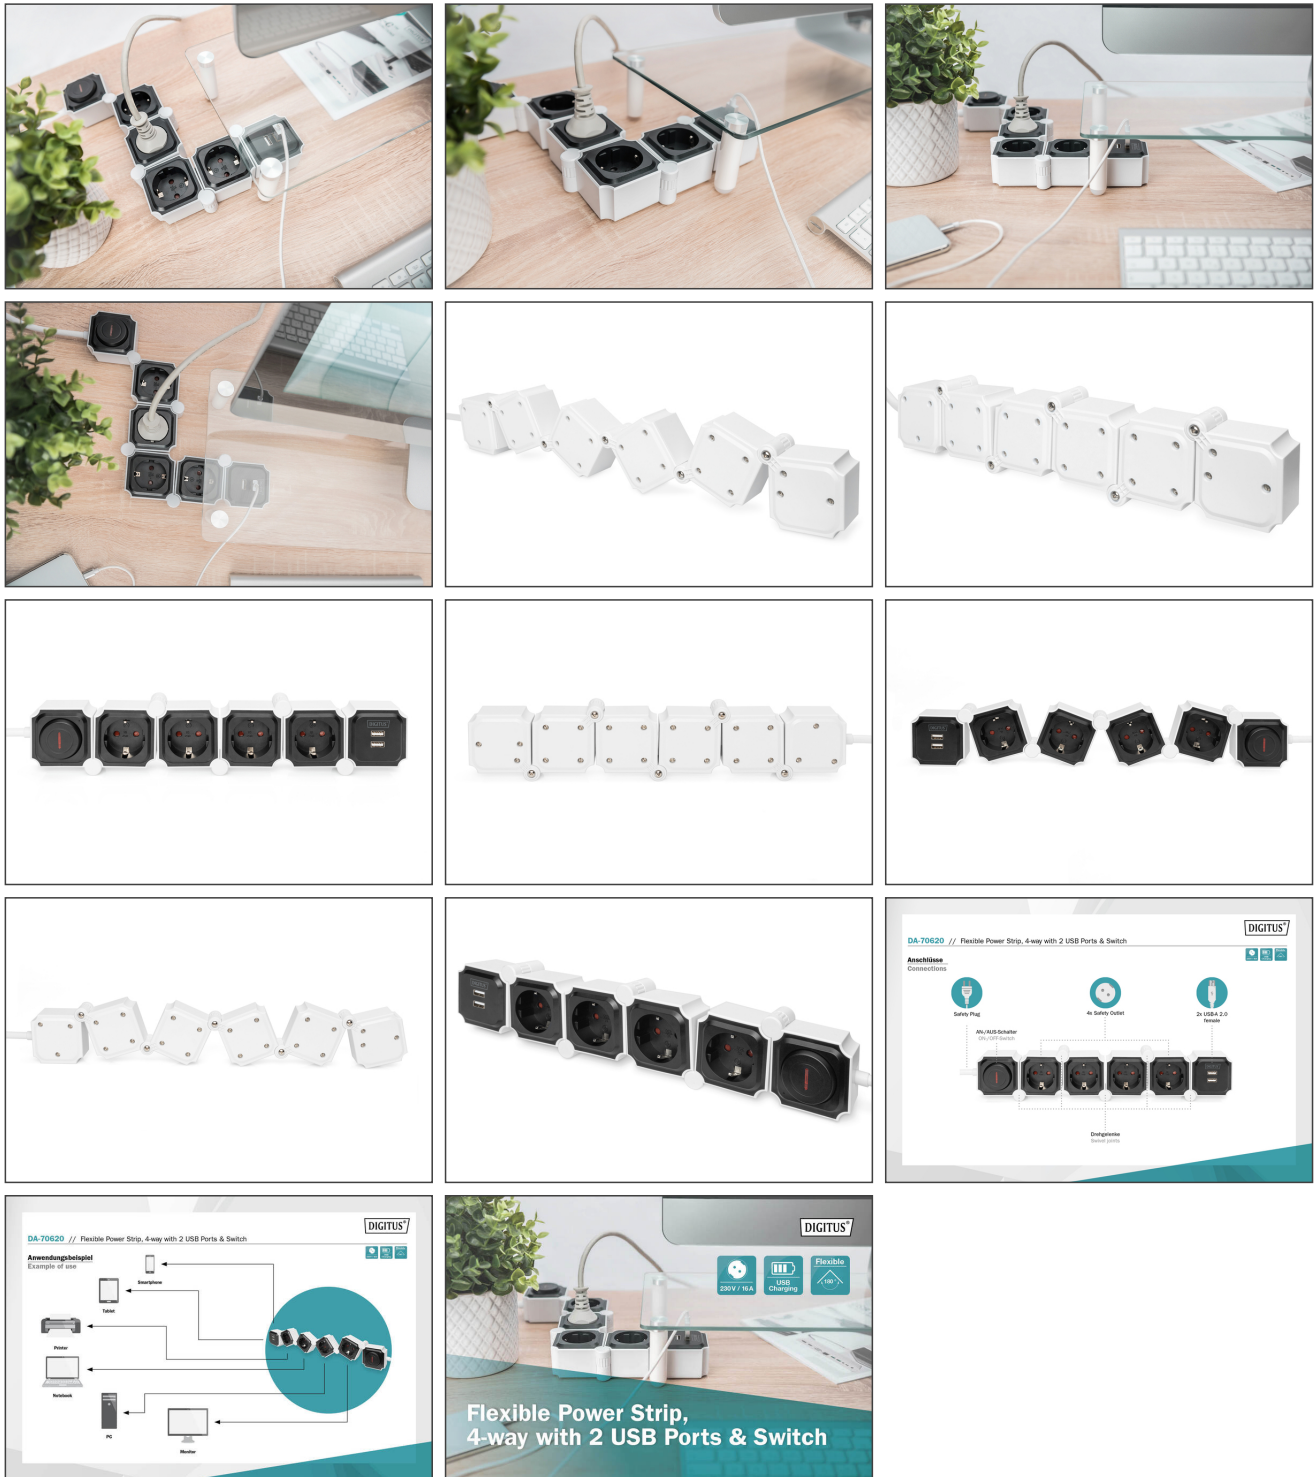 DIGITUS
DIGITUS®
DA-70620 // Flexible Power Strip, 4-way with 2 USB Ports & Switch
Anschlüsse
Connections
Safety Plug
4x Safety Outlet
2x USB-A 2.0
female
AN-/AUS-Schalter
ON-/OFF-Switch
Drehgelenke
Swivel joints
DIGITUS®
DA-70620 // Flexible Power Strip, 4-way with 2 USB Ports & Switch
Anwendungsbeispiel
Example of use
Smartphone
Tablet
Printer
Notebook
PC
Monitor
DIGITUS®
230V / 16A
USB
Charging
Flexible
180°
Flexible Power Strip,
4-way with 2 USB Ports & Switch